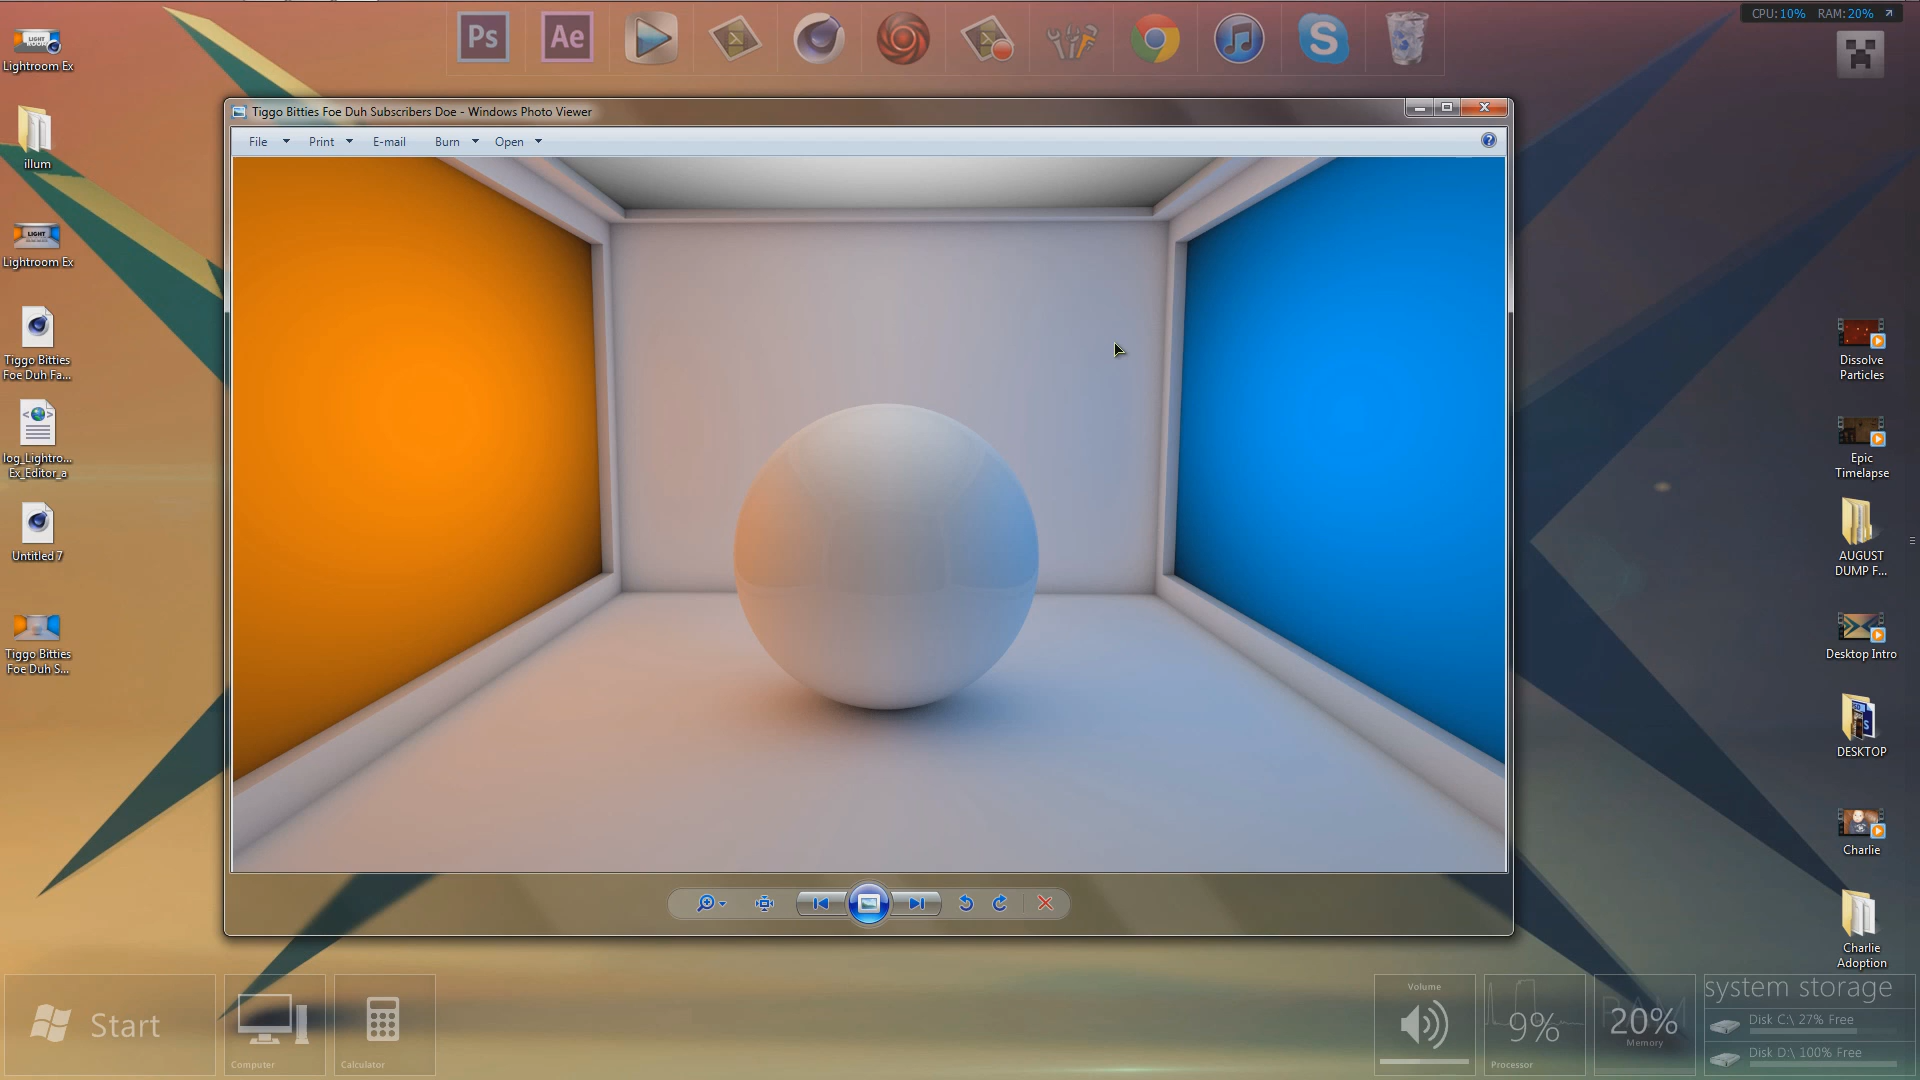 CPU: 10% RAM: 20%
Ps
Ae
S
Lightroom Ex
illum
LIGHT
Lightroom Ex
Tiggo Bitties
Foe Duh Fa...
log_Lightro...
Ex_Editor_a
Untitled 7
Tiggo Bitties
Foe Duh S...
Tiggo Bitties Foe Duh Subscribers Doe - Windows Photo Viewer
File
Print
E-mail
Burn
Open
?
Dissolve
Particles
Epic
Timelapse
AUGUST
DUMP F...
Desktop Intro
DESKTOP
Charlie
Charlie
Adoption
Start
Computer
Calculator
Volume
9%
Processor
RAM
20%
Memory
system storage
Disk C:\ 27% Free
Disk D:\ 100% Free